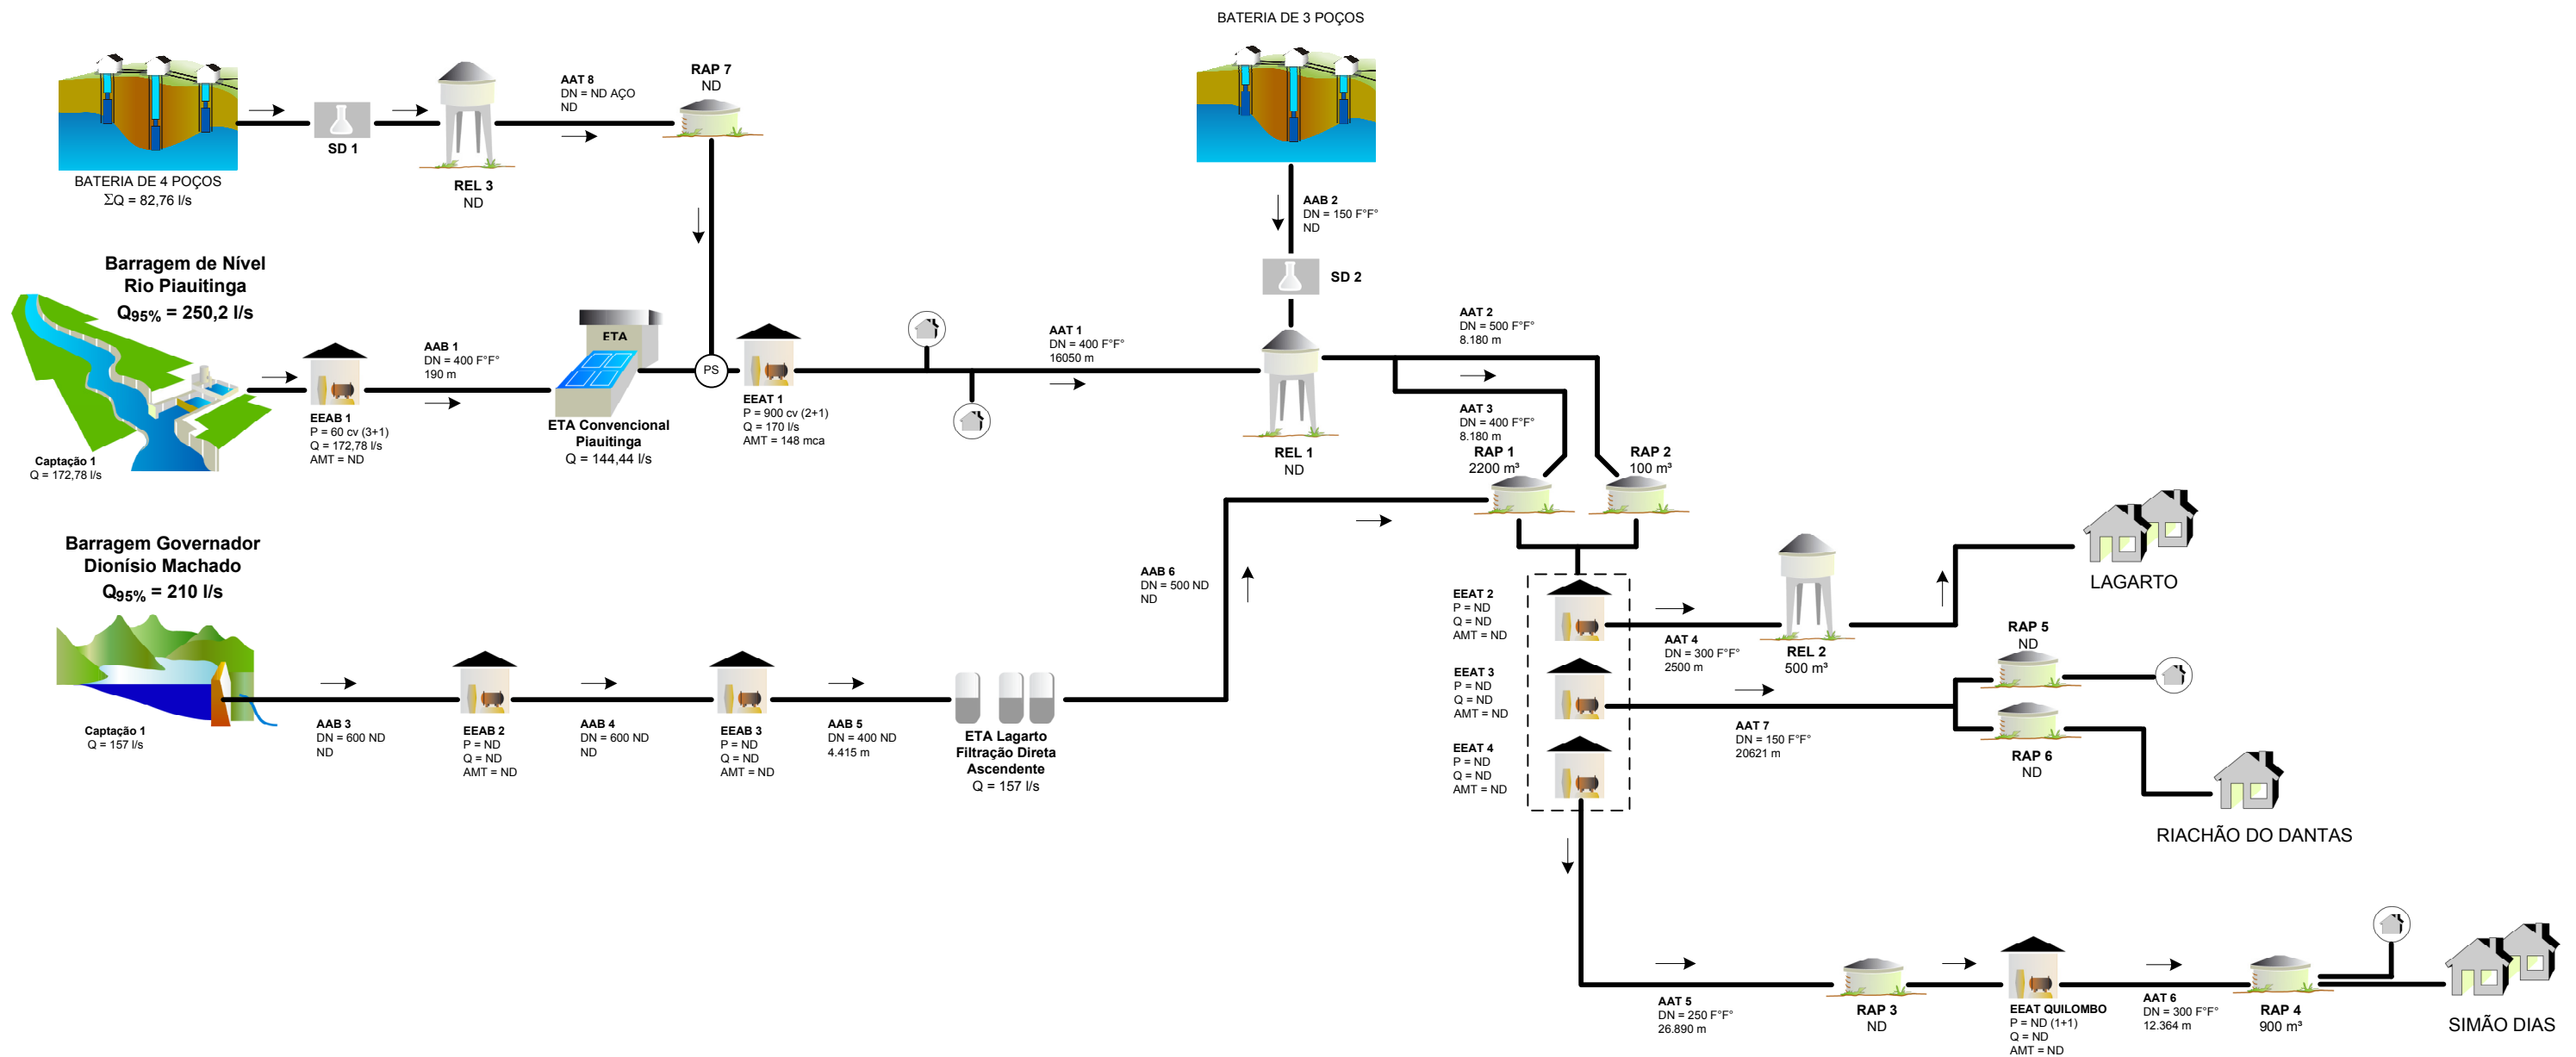 BATERIA DE 3 POÇOS
AAT 8
DN = ND AÇO
ND
RAP 7
ND
SD 1
BATERIA DE 4 POÇOS
ΣQ = 82,76 l/s
REL 3
ND
AAB 2
DN = 150 F°F°
ND
SD 2
Barragem de Nível
Rio Piauitinga
Q95% = 250,2 l/s
AAB 1
DN = 400 F°F°
190 m
ETA
PS
EEAB 1
P = 60 cv (3+1)
Q = 172,78 l/s
AMT = ND
Captação 1
Q = 172,78 l/s
ETA Convencional
Piauitinga
Q = 144,44 l/s
EEAT 1
P = 900 cv (2+1)
Q = 170 l/s
AMT = 148 mca
AAT 1
DN = 400 F°F°
16050 m
REL 1
ND
AAT 2
DN = 500 F°F°
8.180 m
AAT 3
DN = 400 F°F°
8.180 m
RAP 1
2200 m³
RAP 2
100 m³
Barragem Governador
Dionísio Machado
Q95% = 210 l/s
Captação 1
Q = 157 l/s
AAB 3
DN = 600 ND
ND
EEAB 2
P = ND
Q = ND
AMT = ND
AAB 4
DN = 600 ND
ND
EEAB 3
P = ND
Q = ND
AMT = ND
AAB 5
DN = 400 ND
4.415 m
ETA Lagarto
Filtração Direta
Ascendente
Q = 157 l/s
AAB 6
DN = 500 ND
ND
EEAT 2
P = ND
Q = ND
AMT = ND
EEAT 3
P = ND
Q = ND
AMT = ND
EEAT 4
P = ND
Q = ND
AMT = ND
AAT 4
DN = 300 F°F°
2500 m
REL 2
500 m³
LAGARTO
RAP 5
ND
AAT 7
DN = 150 F°F°
20621 m
RAP 6
ND
RIACHÃO DO DANTAS
AAT 5
DN = 250 F°F°
26.890 m
RAP 3
ND
EEAT QUILOMBO
P = ND (1+1)
Q = ND
AMT = ND
AAT 6
DN = 300 F°F°
12.364 m
RAP 4
900 m³
SIMÃO DIAS